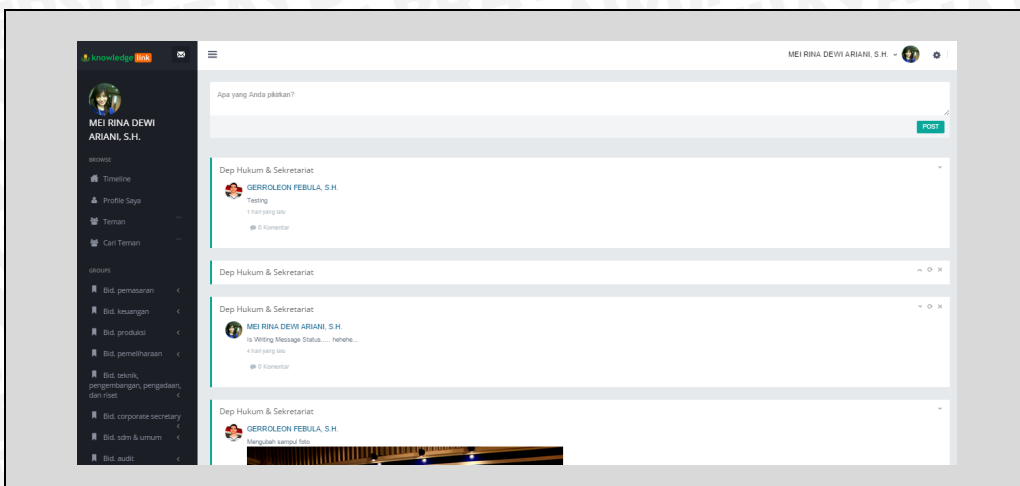 knowledge link
MEI RINA DEWI ARIANI, S.H.
MEI RINA DEWI
ARIANI, S.H.
BROWSE
Timeline
Profile Saya
Teman
Cari Teman
GROUPS
Bid. pemasaran
Bid. keuangan
Bid. produksi
Bid. pemeliharaan
Bid. teknik,
pengembangan, pengadaan,
dan riset
Bid. corporate secretary
Bid. sdm & umum
Bid. audit
Apa yang Anda pikirkan?
POST
Dep Hukum & Sekretariat
GERROLEON FEBULA, S.H.
Testing
1 hari yang lalu
0 Komentar
Dep Hukum & Sekretariat
Dep Hukum & Sekretariat
MEI RINA DEWI ARIANI, S.H.
Is Writing Message Status..... hehehe...
4 hari yang lalu
0 Komentar
Dep Hukum & Sekretariat
GERROLEON FEBULA, S.H.
Mengubah sampul foto